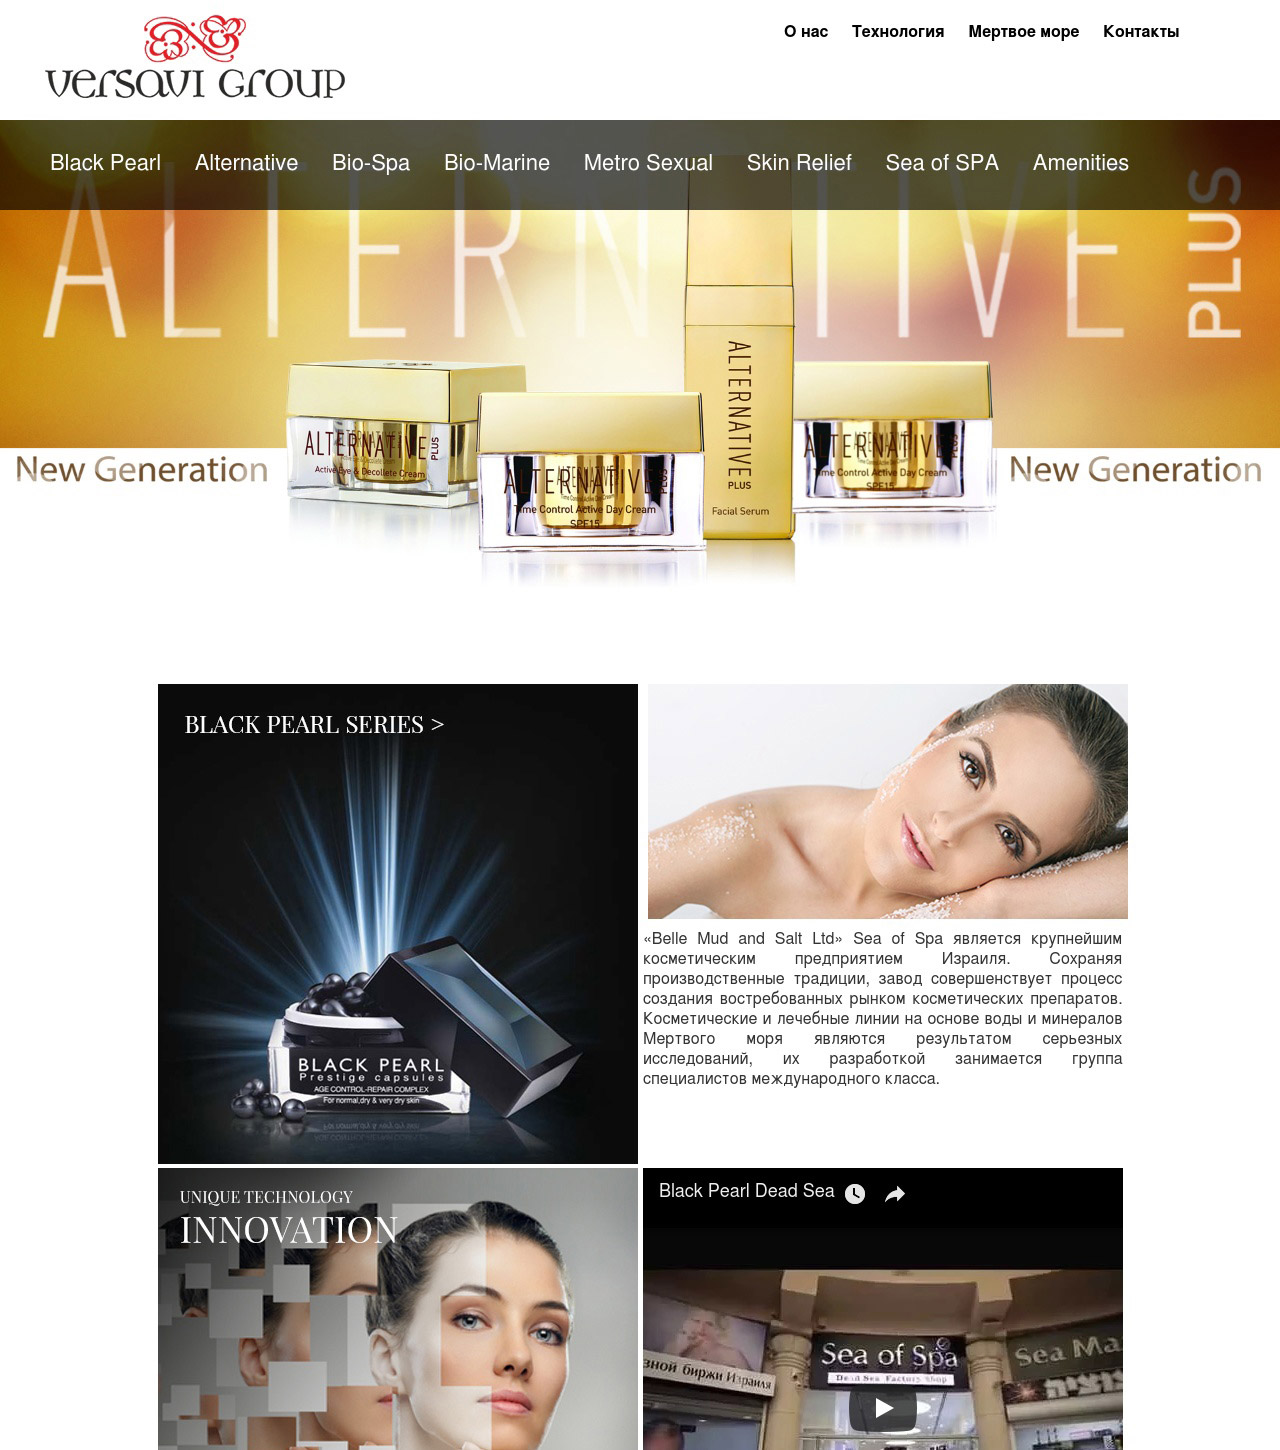 О нас Технология Мертвое море Контакты
versavi group
Black Pearl Alternative Bio-Spa Bio-Marine Metro Sexual Skin Relief Sea of SPA Amenities
ALTERNATIVE PLUS
ALTERNATIVE PLUS
Active Eye & Decollete Cream
ALTERNATIVE PLUS
Time Control Active Day Cream
SPF15
ALTERNATIVE
PLUS
Facial Serum
ALTERNATIVE PLUS
Time Control Active Day Cream
SPF15
New Generation
New Generation
BLACK PEARL SERIES >
BLACK PEARL
Prestige capsules
AGE CONTROL-REPAIR COMPLEX
For normal,dry & very dry skin
«Belle Mud and Salt Ltd» Sea of Spa является крупнейшим
косметическим предприятием Израиля. Сохраняя
производственные традиции, завод совершенствует процесс
создания востребованных рынком косметических препаратов.
Косметические и лечебные линии на основе воды и минералов
Мертвого моря являются результатом серьезных
исследований, их разработкой занимается группа
специалистов международного класса.
UNIQUE TECHNOLOGY
INNOVATION
Black Pearl Dead Sea
зной биржи Израиля
Sea of Spa
Dead Sea Factory Shop
Sea Ma